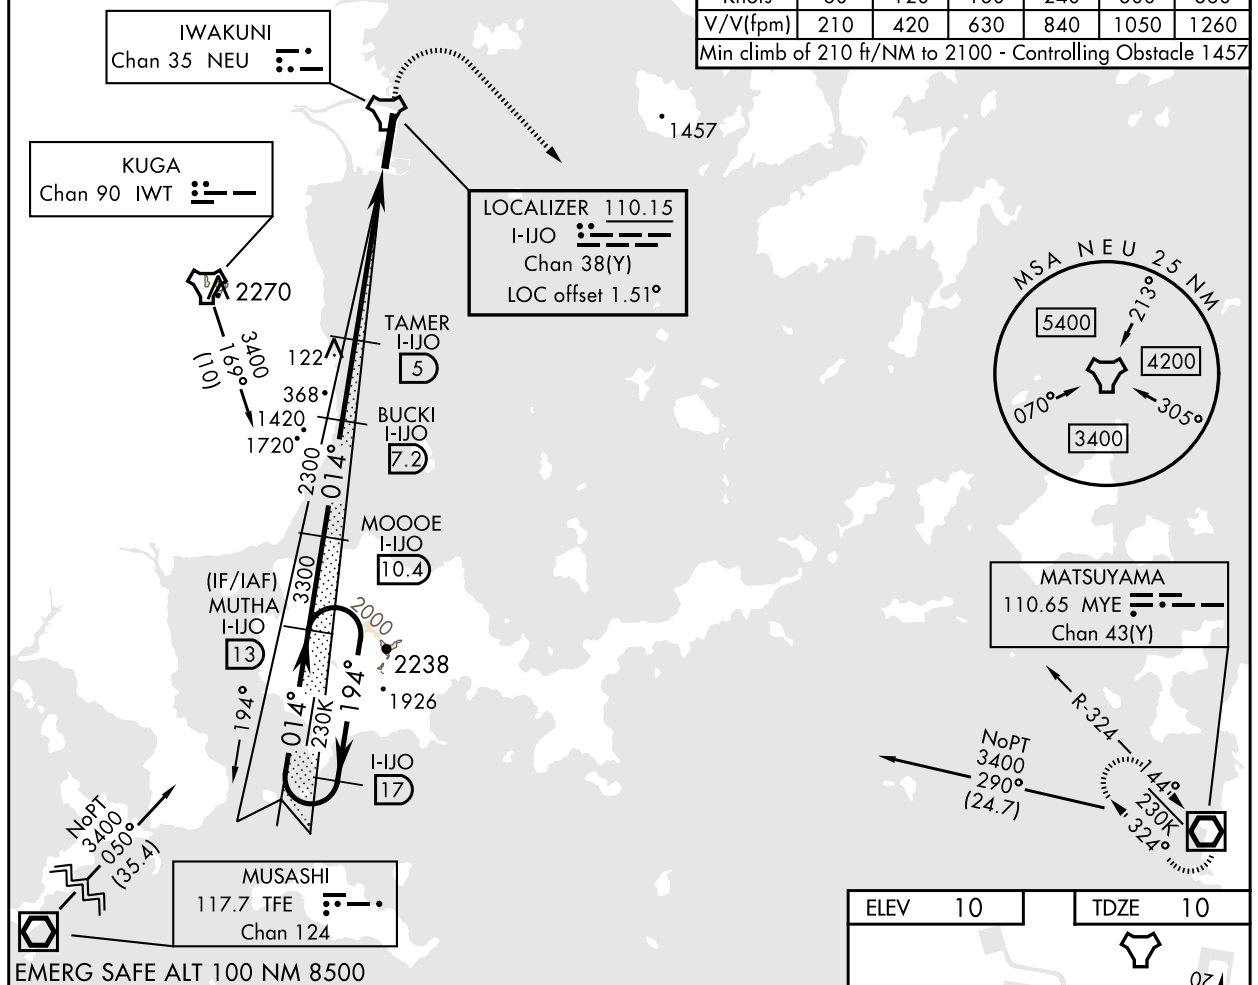 Knots
V/V(fpm) 210 420 630 840 1050 1260
Min climb of 210 ft/NM to 2100 - Controlling Obstacle 1457
IWAKUNI
Chan 35 NEU
1457
KUGA
Chan 90 IWT
LOCALIZER 110.15
I-IJO
Chan 38(Y)
LOC offset 1.51°
2270
3400
169°
(10)
TAMER
I-IJO
5
122
368
BUCKI
I-IJO
7.2
11420
1720
2300
014°
MOOOE
I-IJO
10.4
3300
(IF/IAF)
MUTHA
I-IJO
13
2000
2238
1926
194°
014°
230K
194°
I-IJO
17
MSA NEU 25 NM
213°
5400
4200
070°
305°
3400
MATSUYAMA
110.65 MYE
Chan 43(Y)
R-324
NoPT
3400
290°
(24.7)
144°
230K
324°
NoPT
3400
050°
(35.4)
MUSASHI
117.7 TFE
Chan 124
EMERG SAFE ALT 100 NM 8500
ELEV 10
TDZE 10